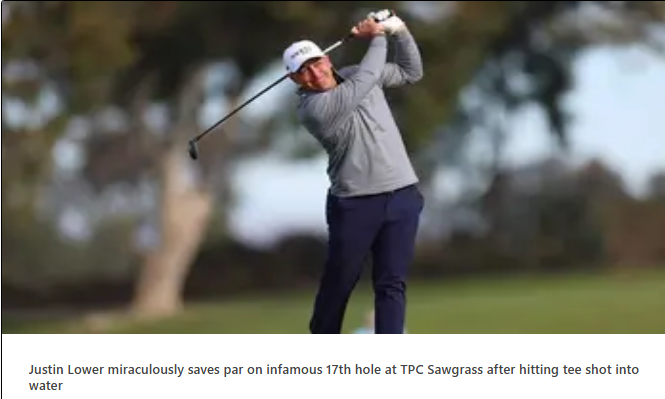 Justin Lower miraculously saves par on infamous 17th hole at TPC Sawgrass after hitting tee shot into
water